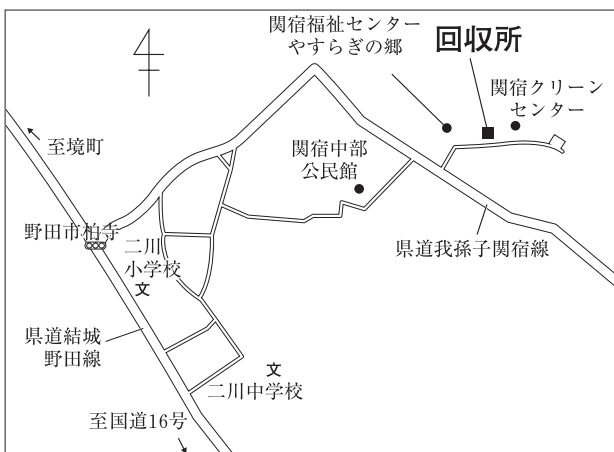 関宿福祉センター
やすらぎの郷
回収所
関宿クリーン
センター
至境町
関宿中部
公民館
野田市柏寺
二川
小学校
文
県道我孫子関宿線
県道結城
野田線
文
二川中学校
至国道16号